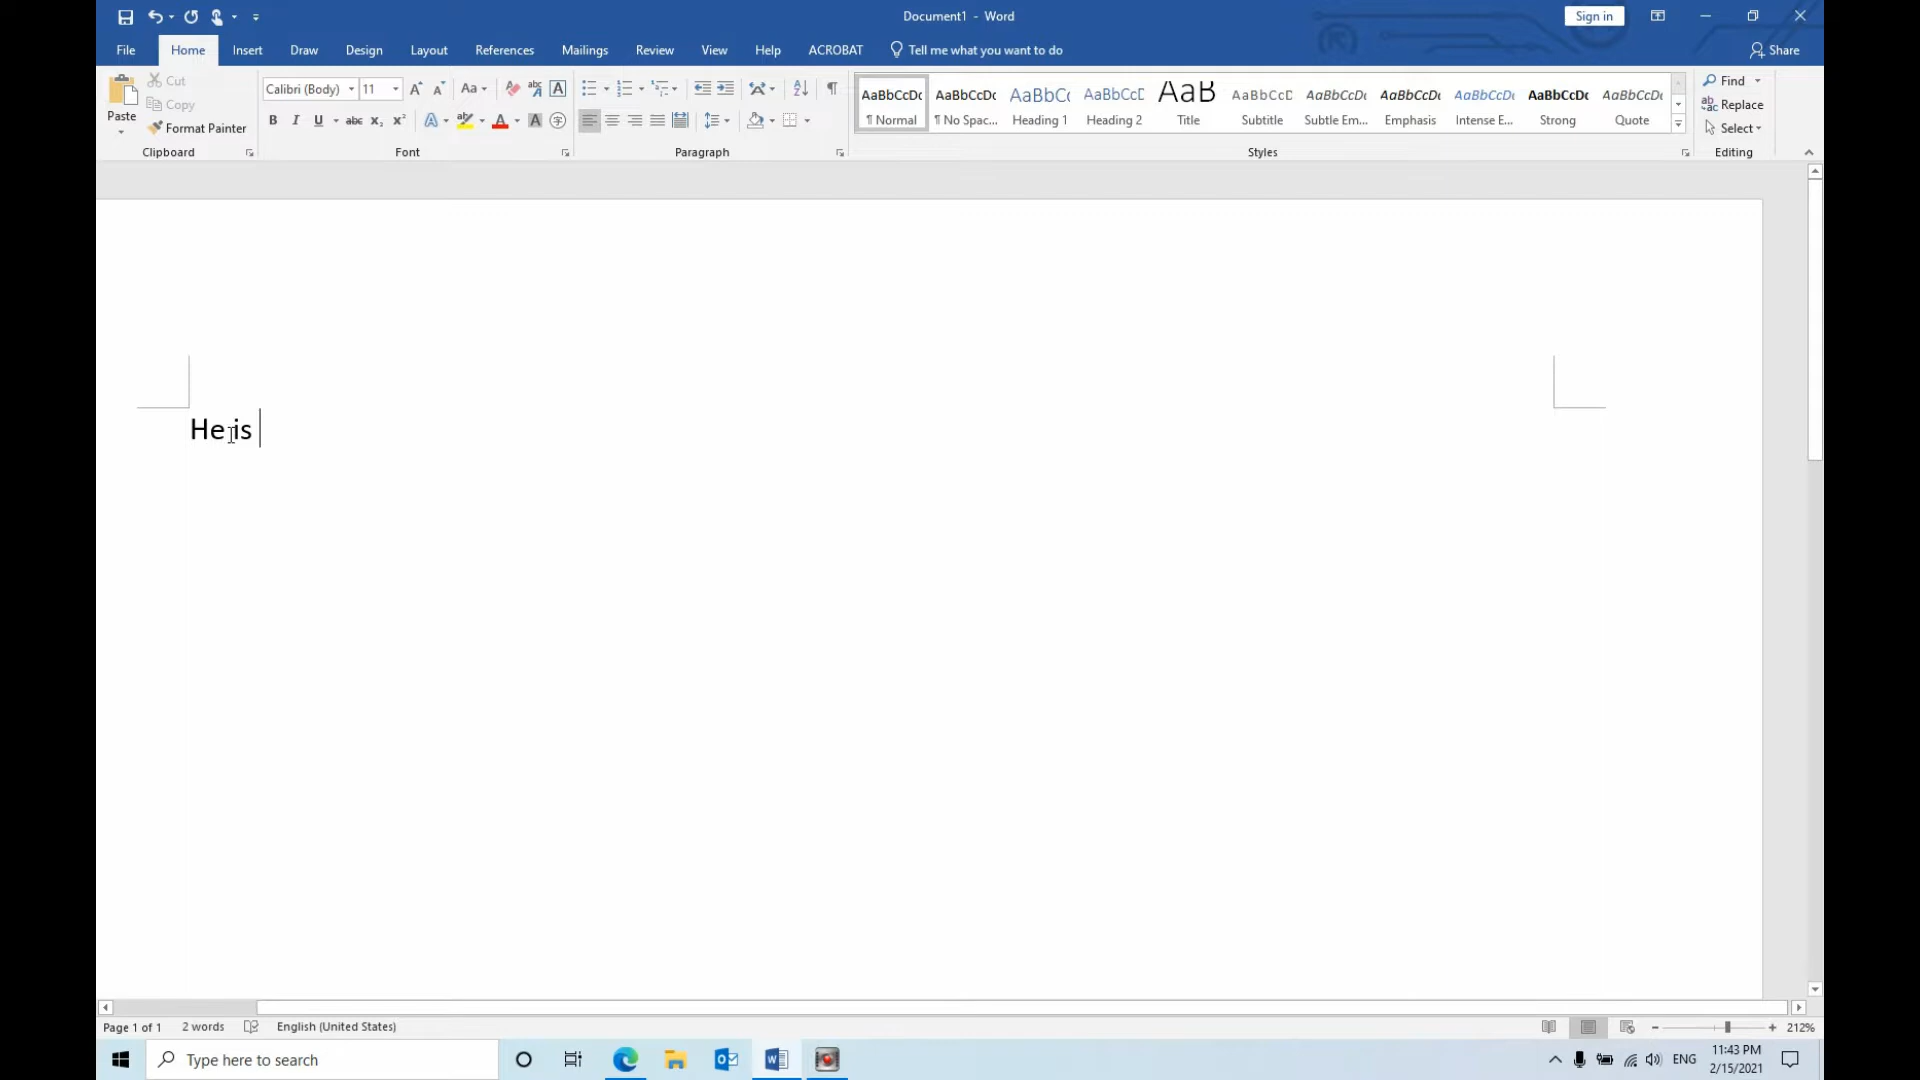 Document1 - Word
Sign in
File Home Insert Draw Design Layout References Mailings Review View Help ACROBAT Tell me what you want to do Share
Paste
Cut
Copy
Format Painter
Clipboard
Calibri (Body) 11
Font
Paragraph
AaBbCcDc AaBbCcDc AaBbC( AaBbCcD AaB AaBbCcD AaBbCcDc AaBbCcDc AaBbCcDc AaBbCcDc AaBbCcDc
¶ Normal ¶ No Spac... Heading 1 Heading 2 Title Subtitle Subtle Em... Emphasis Intense E... Strong Quote
Styles
Find
Replace
Select
Editing
He is
Page 1 of 1 2 words English (United States) 212%
Type here to search
ENG
11:43 PM
2/15/2021